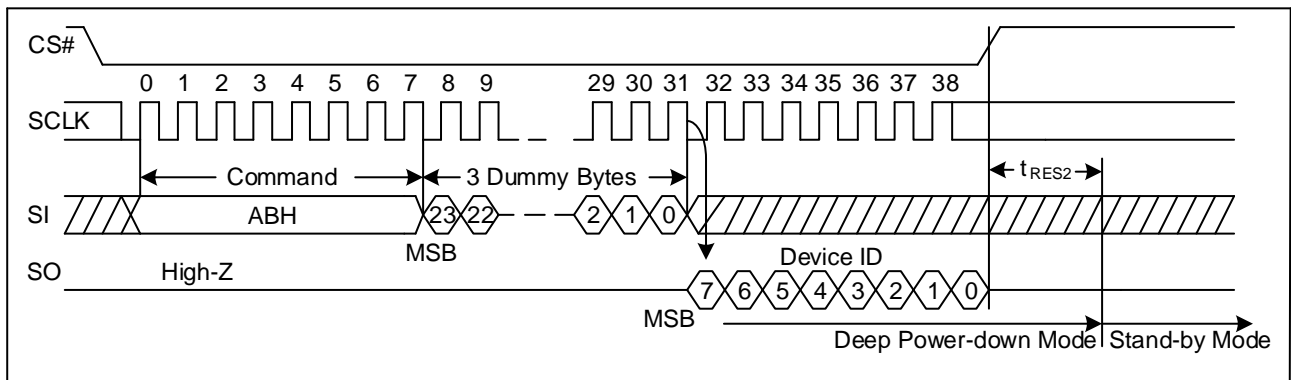 CS#
0 1 2 3 4 5 6 7 8 9 29 30 31 32 33 34 35 36 37 38
SCLK
Command 3 Dummy Bytes tRES2
SI ABH 23 22 2 1 0
MSB
SO High-Z Device ID
7 6 5 4 3 2 1 0
MSB
Deep Power-down Mode Stand-by Mode